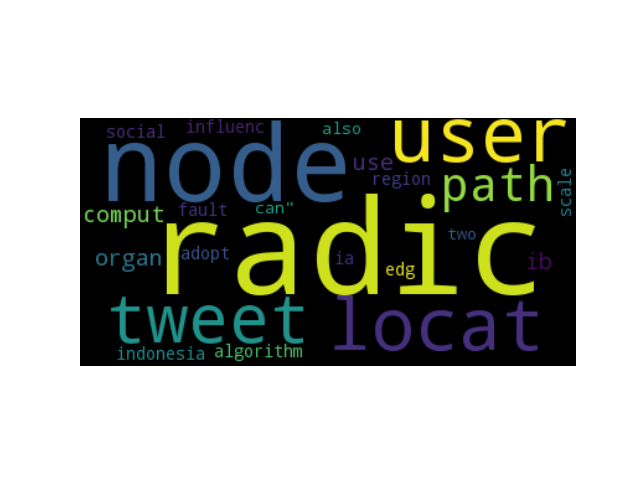 social influenc also user
node use region path scale
comput fault can"
radic
organ adopt ia edg two ib
tweet locat
indonesia algorithm